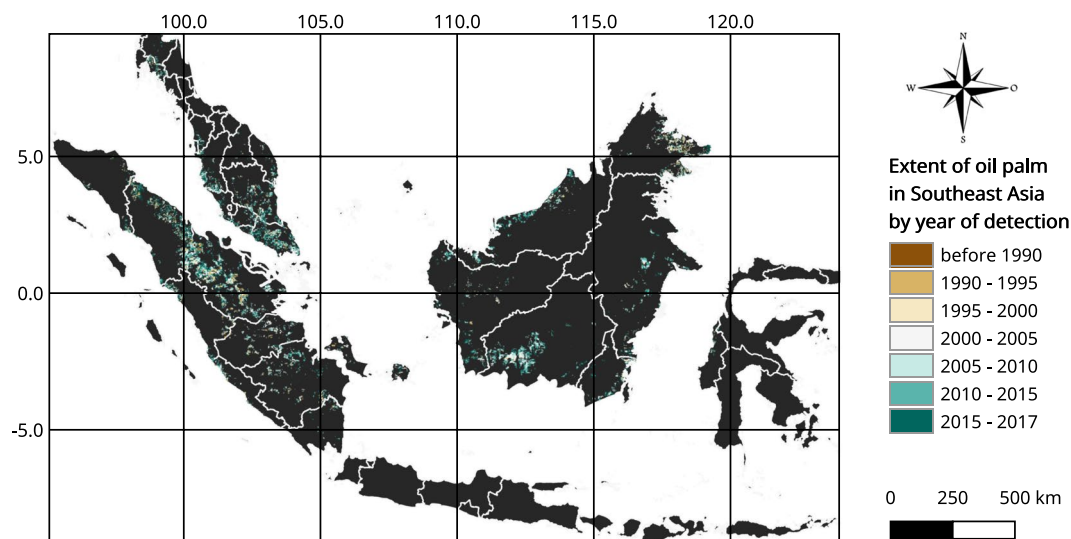 100.0 105.0 110.0 115.0 120.0
5.0
0.0
-5.0
N
W O
S
Extent of oil palm
in Southeast Asia
by year of detection
before 1990
1990 - 1995
1995 - 2000
2000 - 2005
2005 - 2010
2010 - 2015
2015 - 2017
0 250 500 km